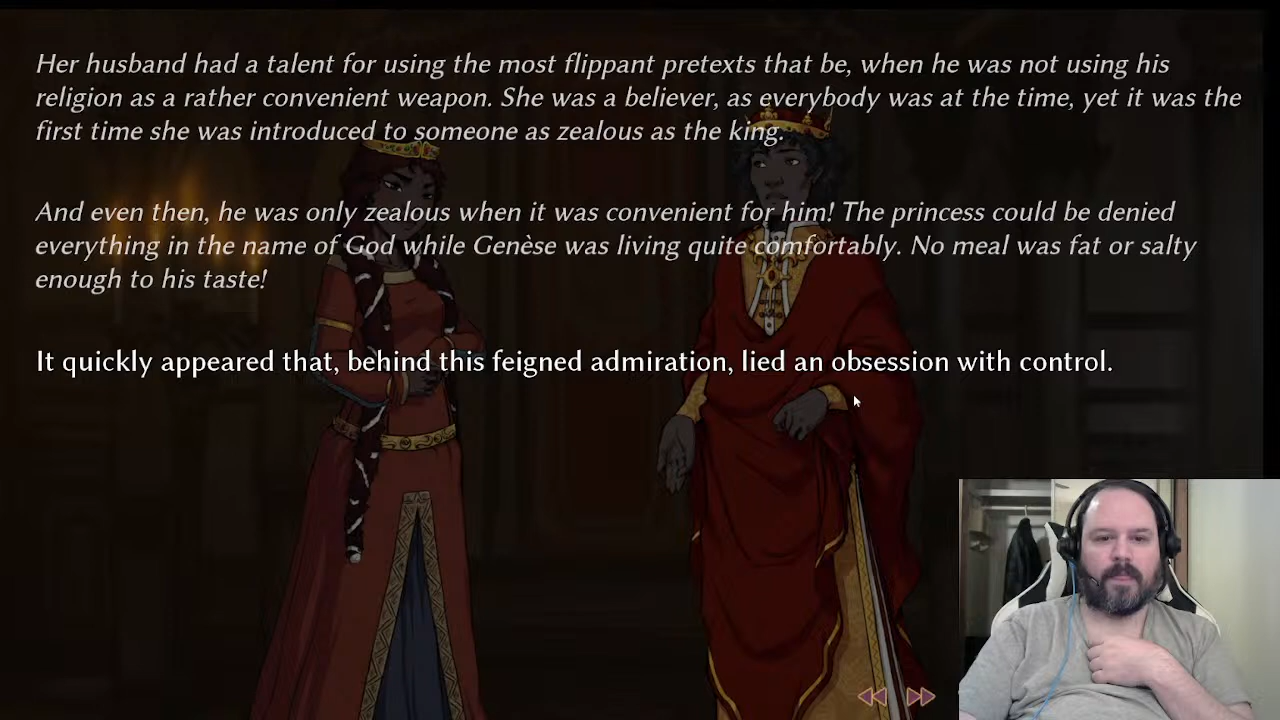 Her husband had a talent for using the most flippant pretexts that be, when he was not using his
religion as a rather convenient weapon. She was a believer, as everybody was at the time, yet it was the
first time she was introduced to someone as zealous as the king.
And even then, he was only zealous when it was convenient for him! The princess could be denied
everything in the name of God while Genèse was living quite comfortably. No meal was fat or salty
enough to his taste!
It quickly appeared that, behind this feigned admiration, lied an obsession with control.